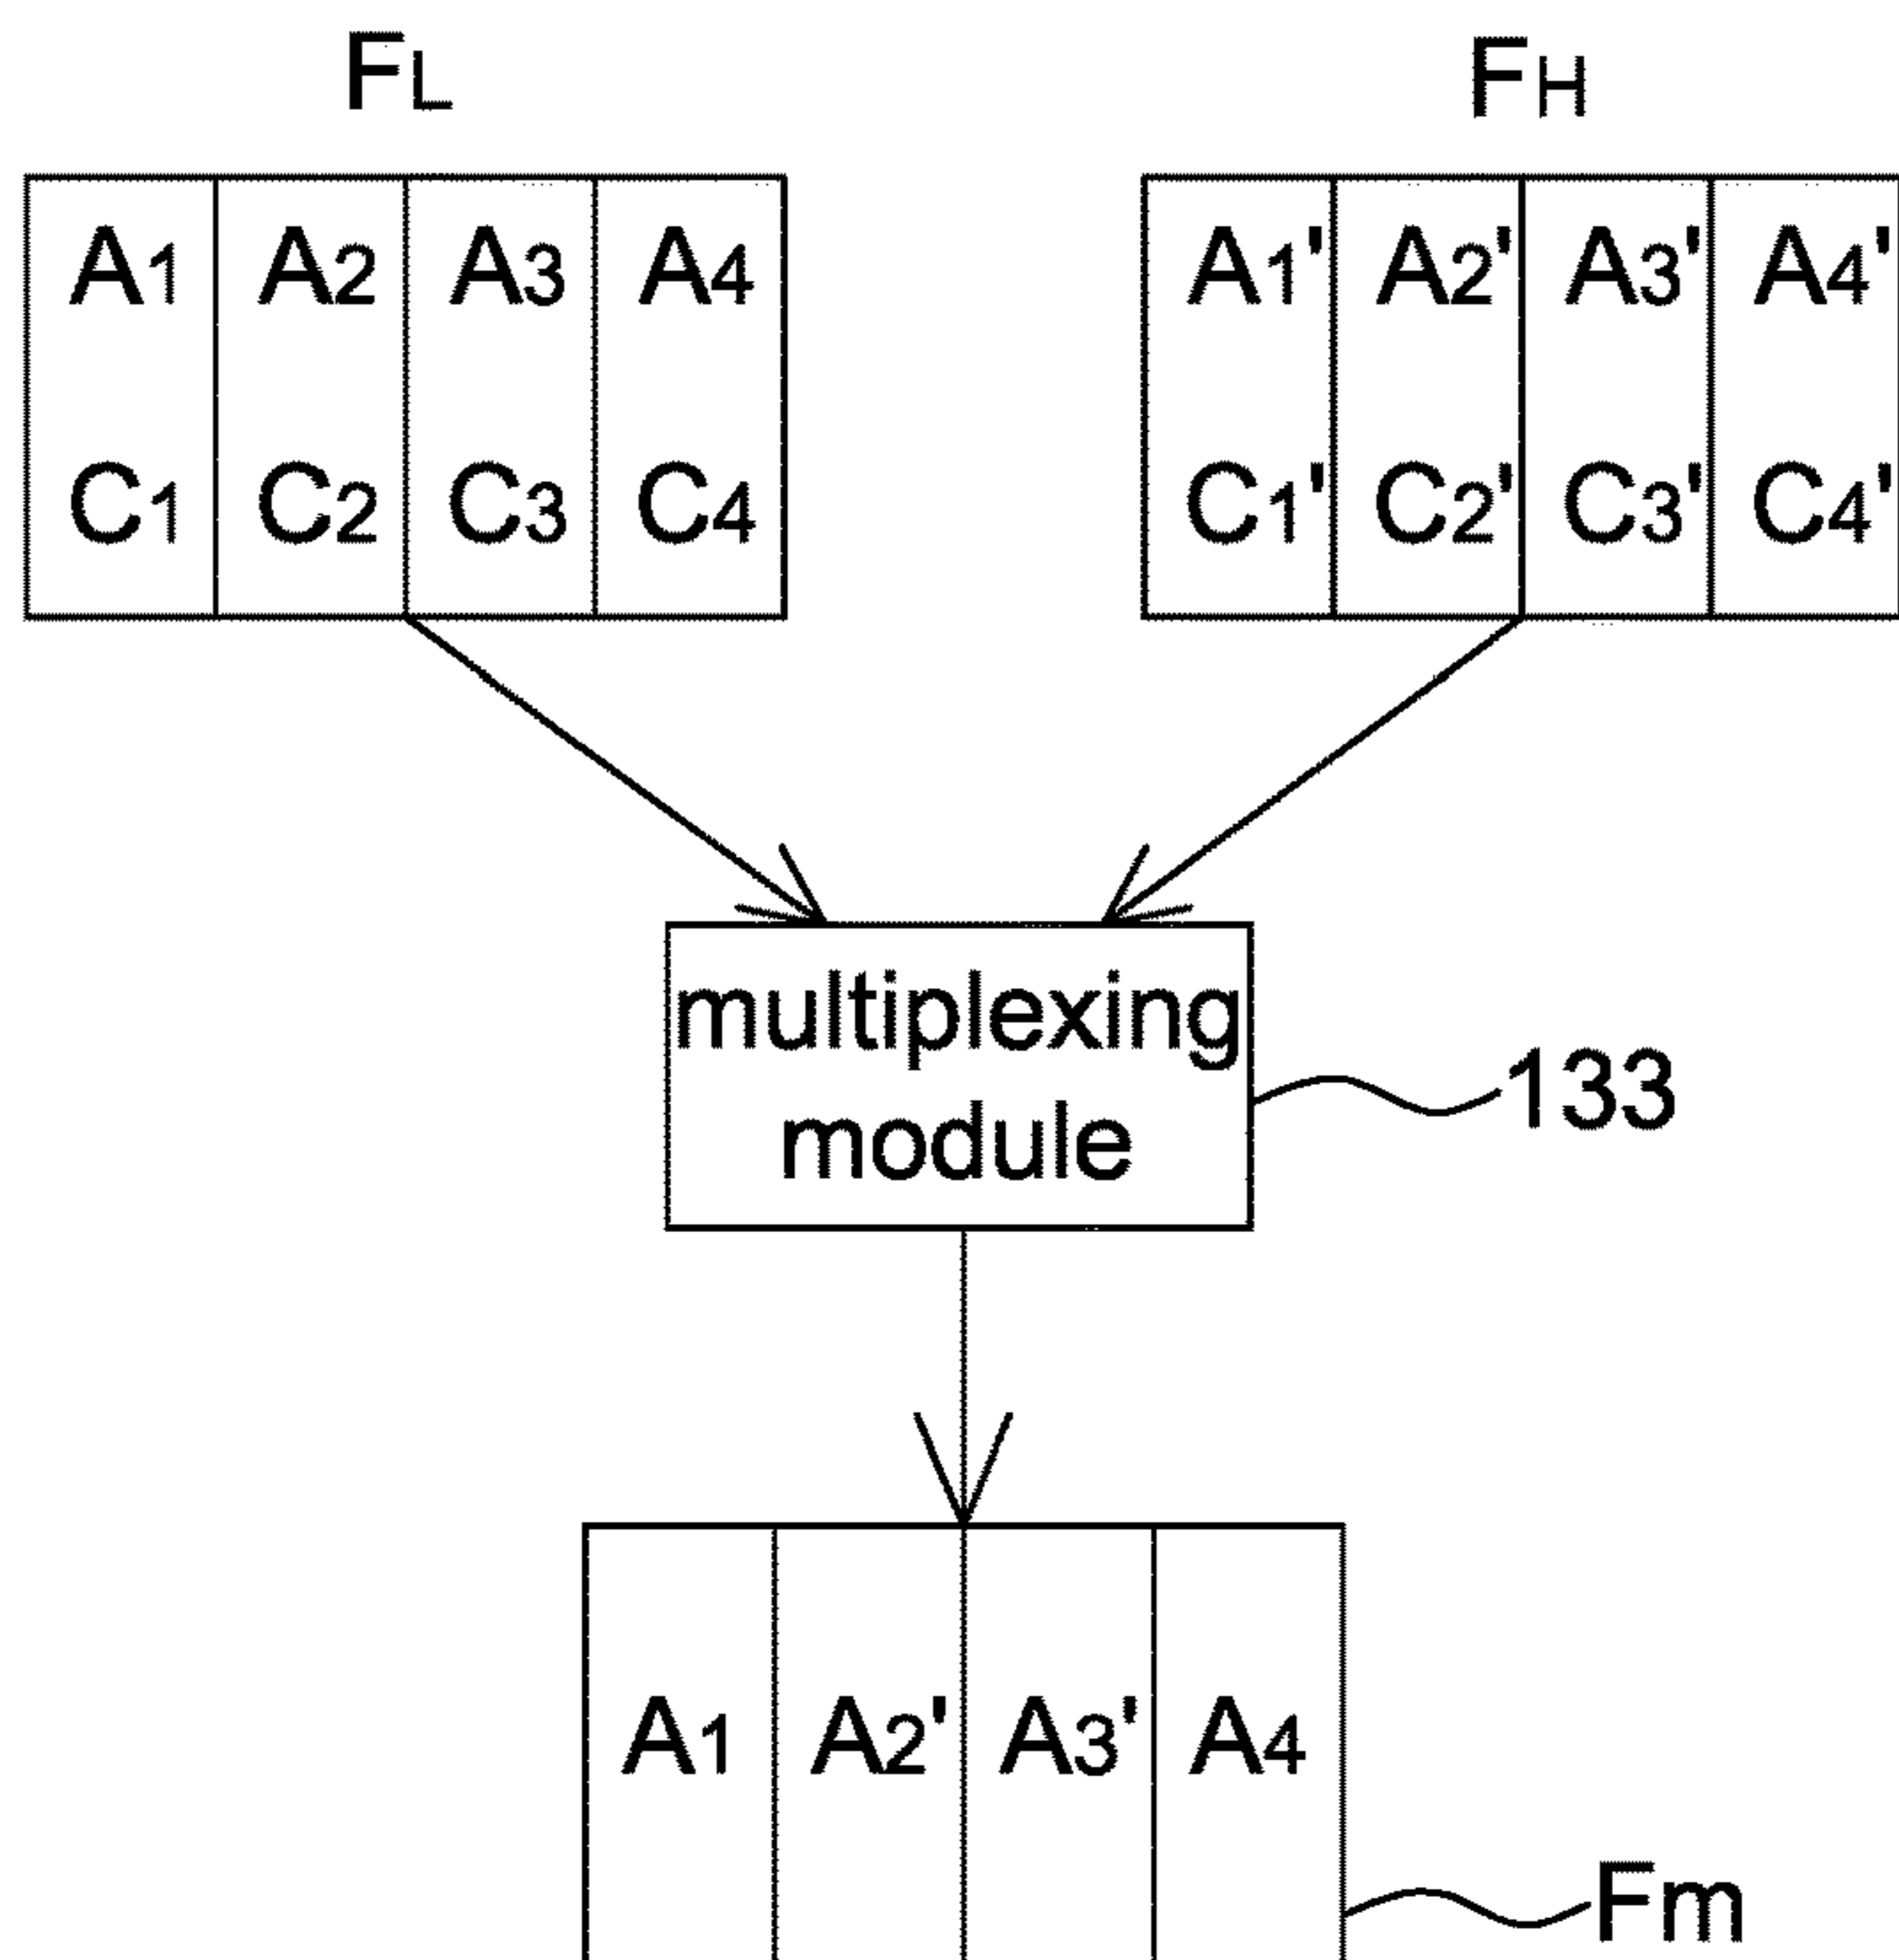 FL
FH
A1 A2 A3 A4
C1 C2 C3 C4
A1' A2' A3' A4'
C1' C2' C3' C4'
multiplexing
module
133
A1 A2' A3' A4
Fm